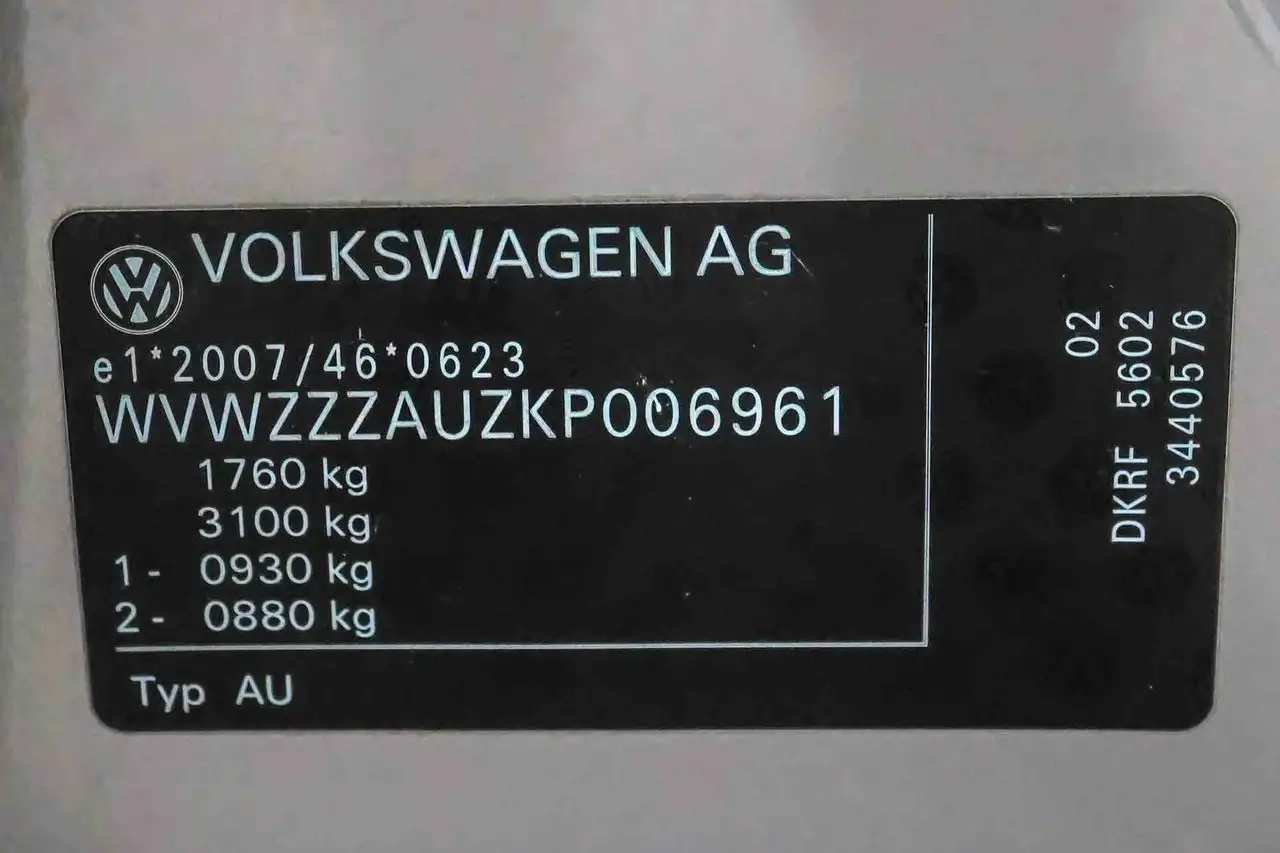 VOLKSWAGEN AG
e1*2007/46*0623
WVWZZZAUZKP006961
1760 kg
3100 kg
1 - 0930 kg
2 - 0880 kg
Typ AU
02
DKRF 5602
3440576